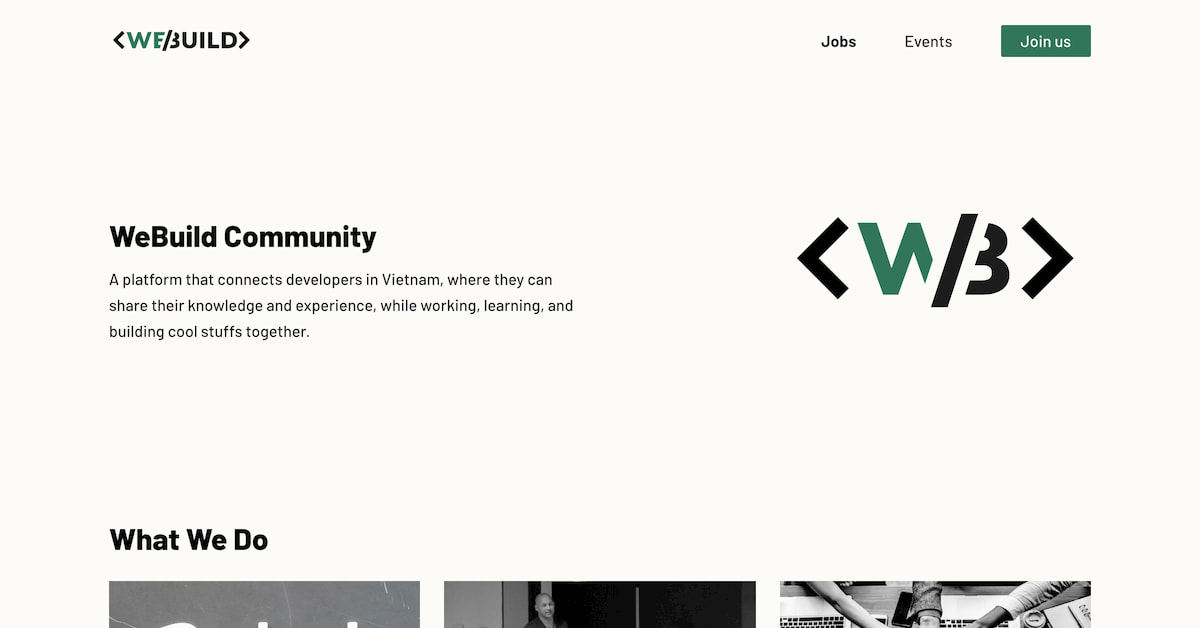 <WE/BUILD>
Jobs
Events
Join us
WeBuild Community
A platform that connects developers in Vietnam, where they can
share their knowledge and experience, while working, learning, and
building cool stuffs together.
<W/B>
What We Do